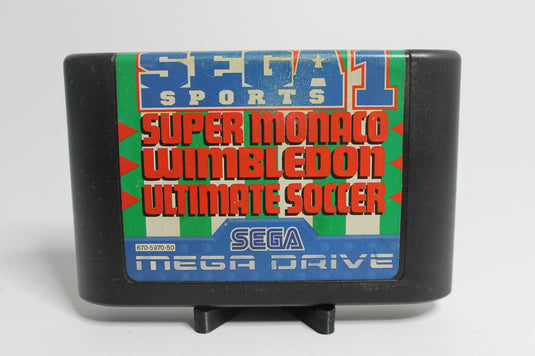 SEGA 1
SPORTS
SUPER MONACO
WIMBLEDON
ULTIMATE SOCCER
SEGA
670-5970-50
MEGA DRIVE